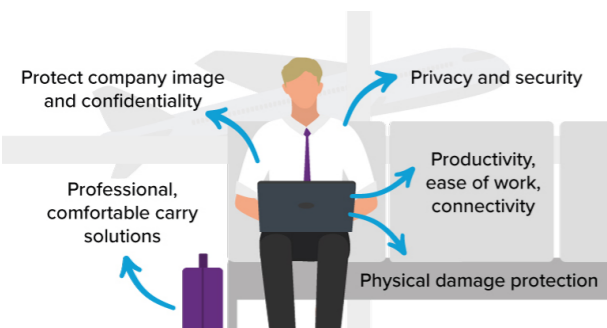 Protect company image
and confidentiality
Privacy and security
Productivity,
ease of work,
connectivity
Professional,
comfortable carry
solutions
Physical damage protection